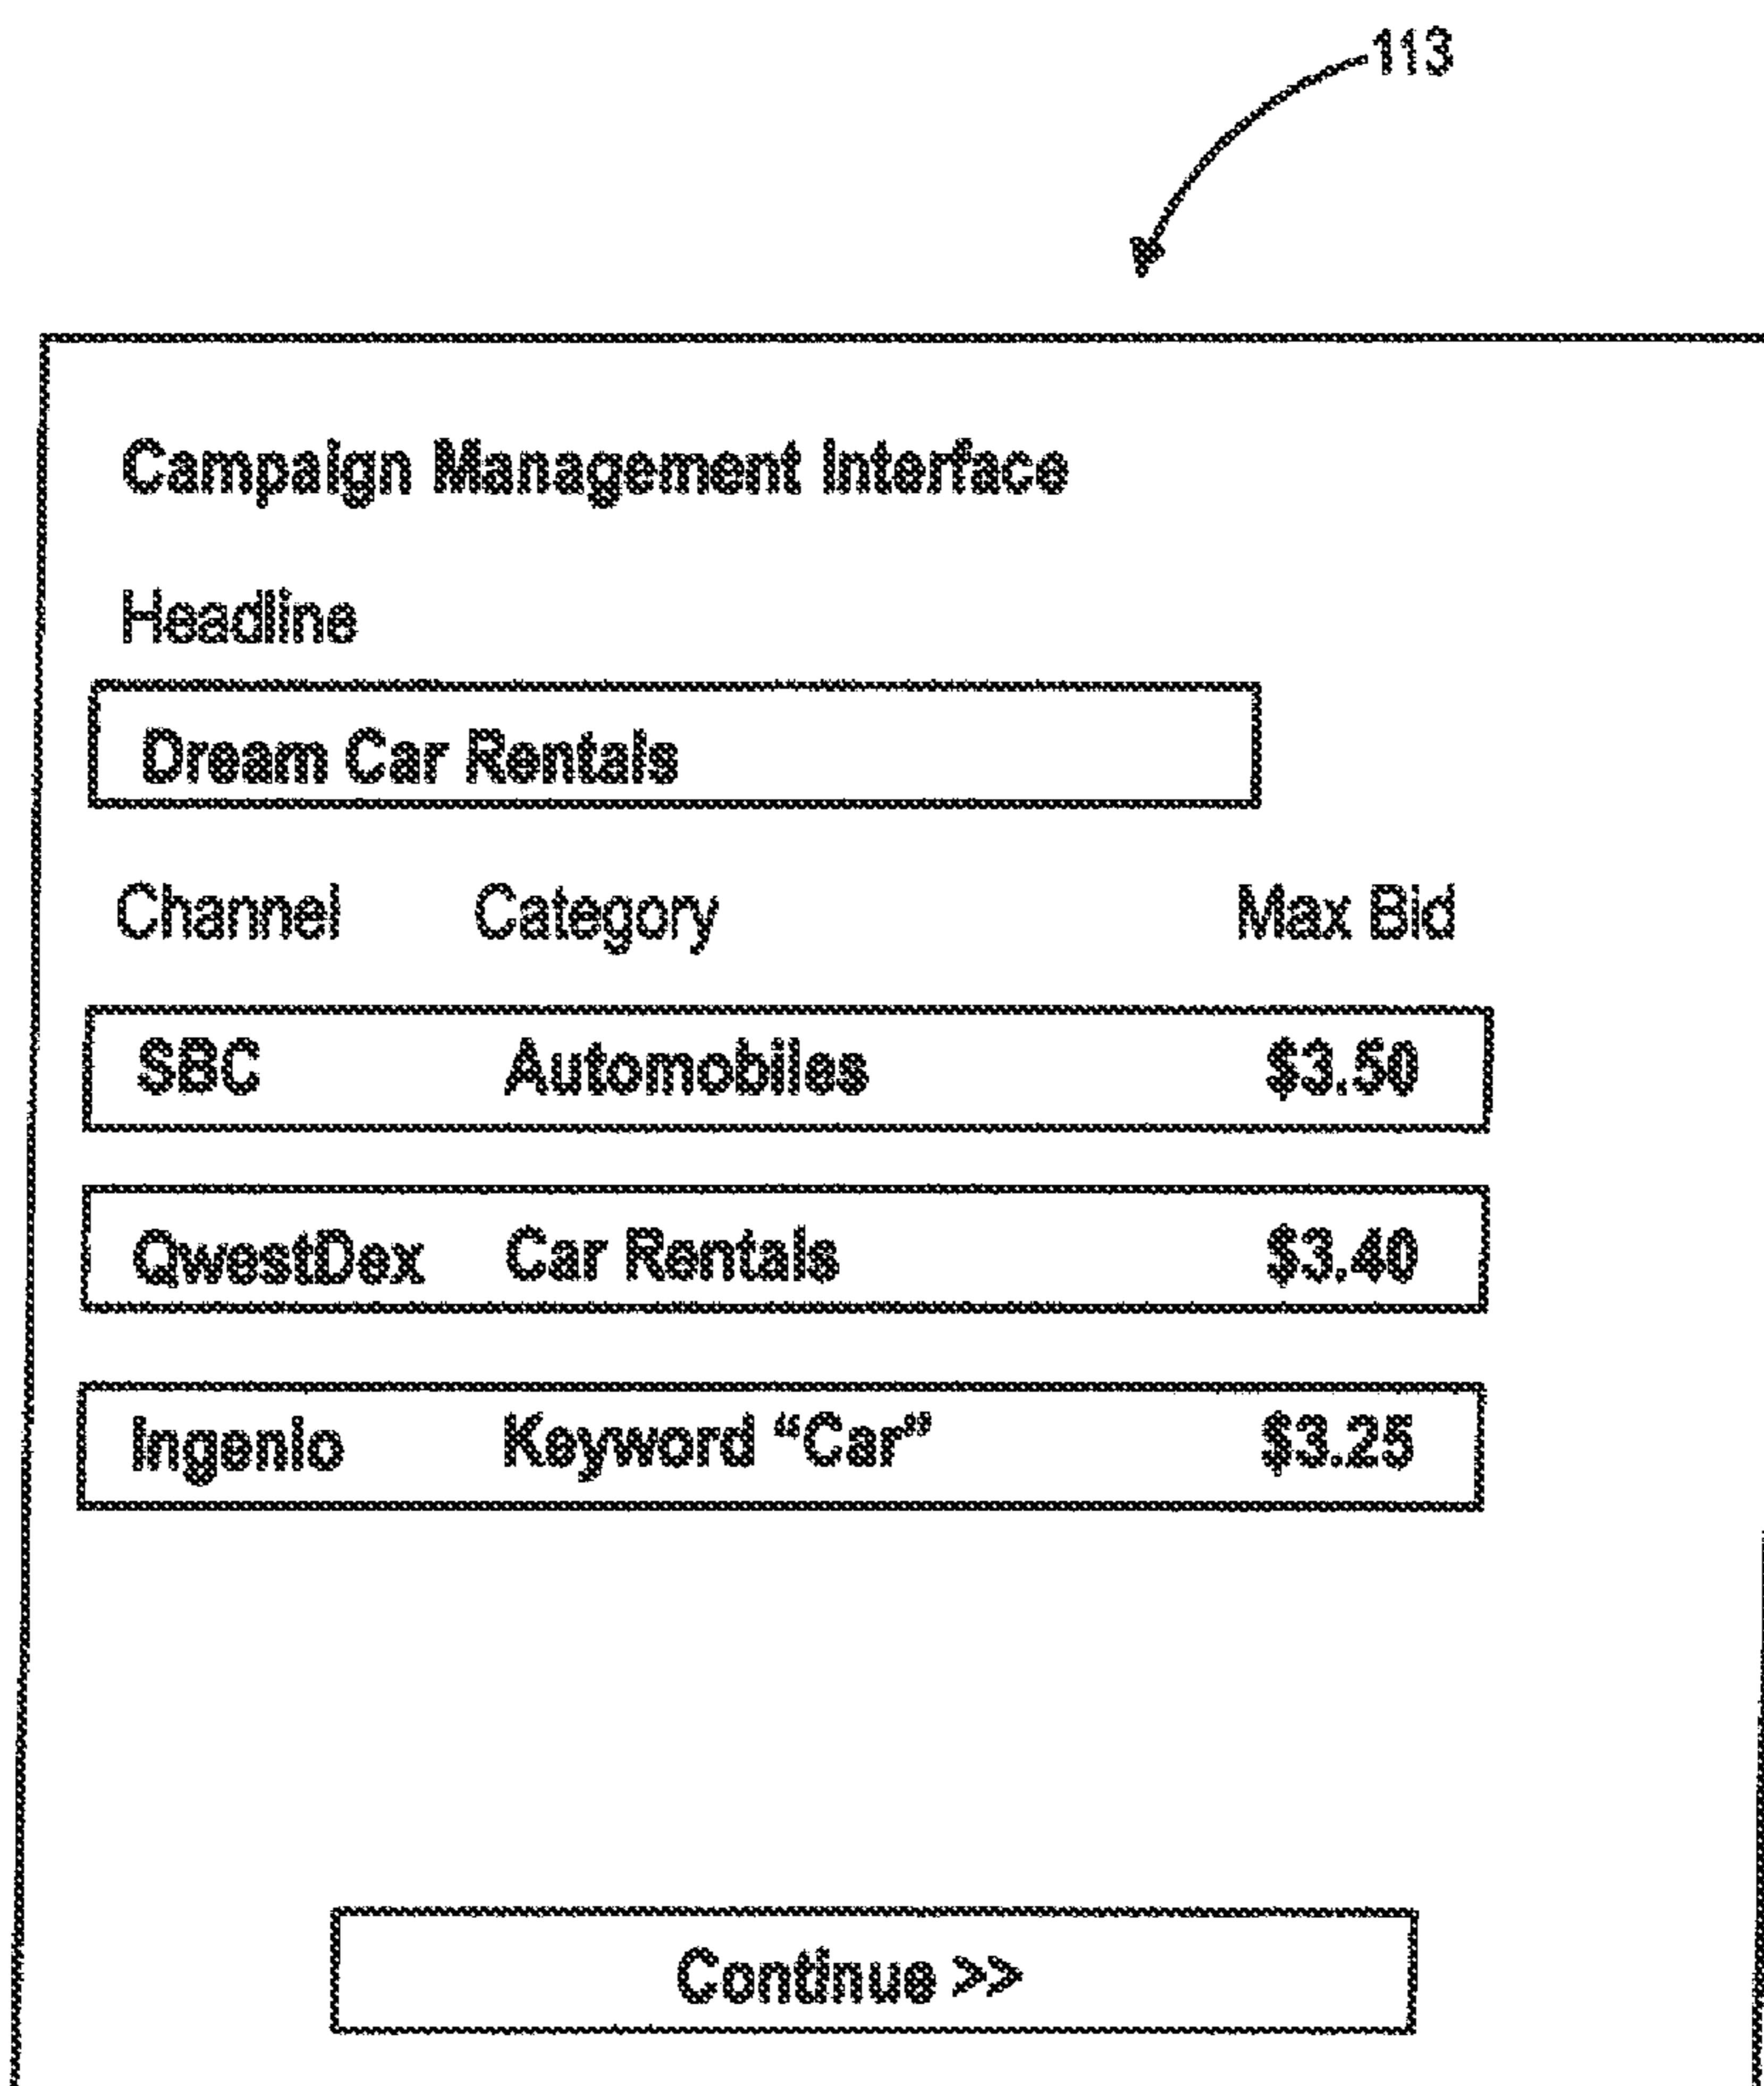 113
Campaign Management Interface
Headline
Dream Car Rentals
Channel Category Max Bid
SBC Automobiles $3.50
QwestDex Car Rentals $3.40
Ingenio Keyword “Car” $3.25
Continue >>